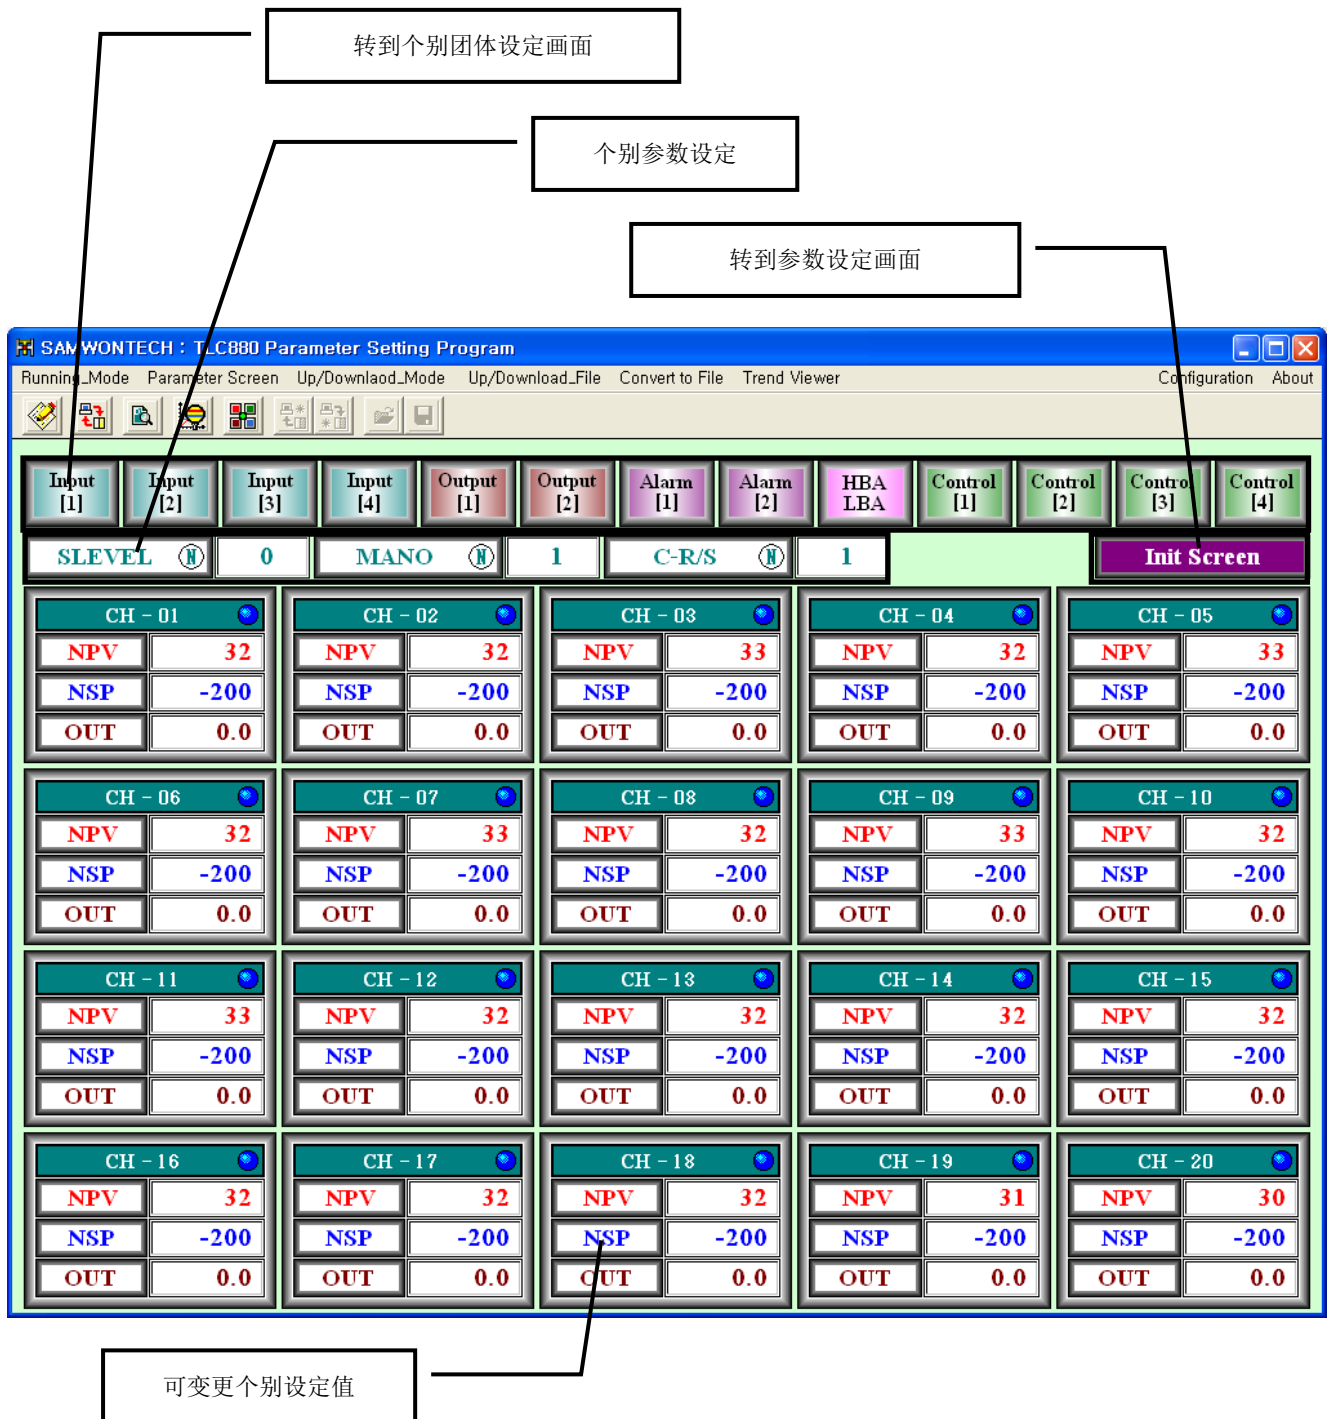 转到个别团体设定画面
个别参数设定
转到参数设定画面
SAMWONTECH : TLC880 Parameter Setting Program
Running_Mode Parameter Screen Up/Downlaod_Mode Up/Download_File Convert to File Trend Viewer Configuration About
Input [1] Input [2] Input [3] Input [4] Output [1] Output [2] Alarm [1] Alarm [2] HBA LBA Control [1] Control [2] Control [3] Control [4]
SLEVEL N 0 MANO N 1 C-R/S N 1 Init Screen
CH - 01 CH - 02 CH - 03 CH - 04 CH - 05
NPV 32 NPV 32 NPV 33 NPV 32 NPV 33
NSP -200 NSP -200 NSP -200 NSP -200 NSP -200
OUT 0.0 OUT 0.0 OUT 0.0 OUT 0.0 OUT 0.0
CH - 06 CH - 07 CH - 08 CH - 09 CH - 10
NPV 32 NPV 33 NPV 32 NPV 33 NPV 32
NSP -200 NSP -200 NSP -200 NSP -200 NSP -200
OUT 0.0 OUT 0.0 OUT 0.0 OUT 0.0 OUT 0.0
CH - 11 CH - 12 CH - 13 CH - 14 CH - 15
NPV 33 NPV 32 NPV 32 NPV 32 NPV 32
NSP -200 NSP -200 NSP -200 NSP -200 NSP -200
OUT 0.0 OUT 0.0 OUT 0.0 OUT 0.0 OUT 0.0
CH - 16 CH - 17 CH - 18 CH - 19 CH - 20
NPV 32 NPV 32 NPV 32 NPV 31 NPV 30
NSP -200 NSP -200 NSP -200 NSP -200 NSP -200
OUT 0.0 OUT 0.0 OUT 0.0 OUT 0.0 OUT 0.0
可变更个别设定值